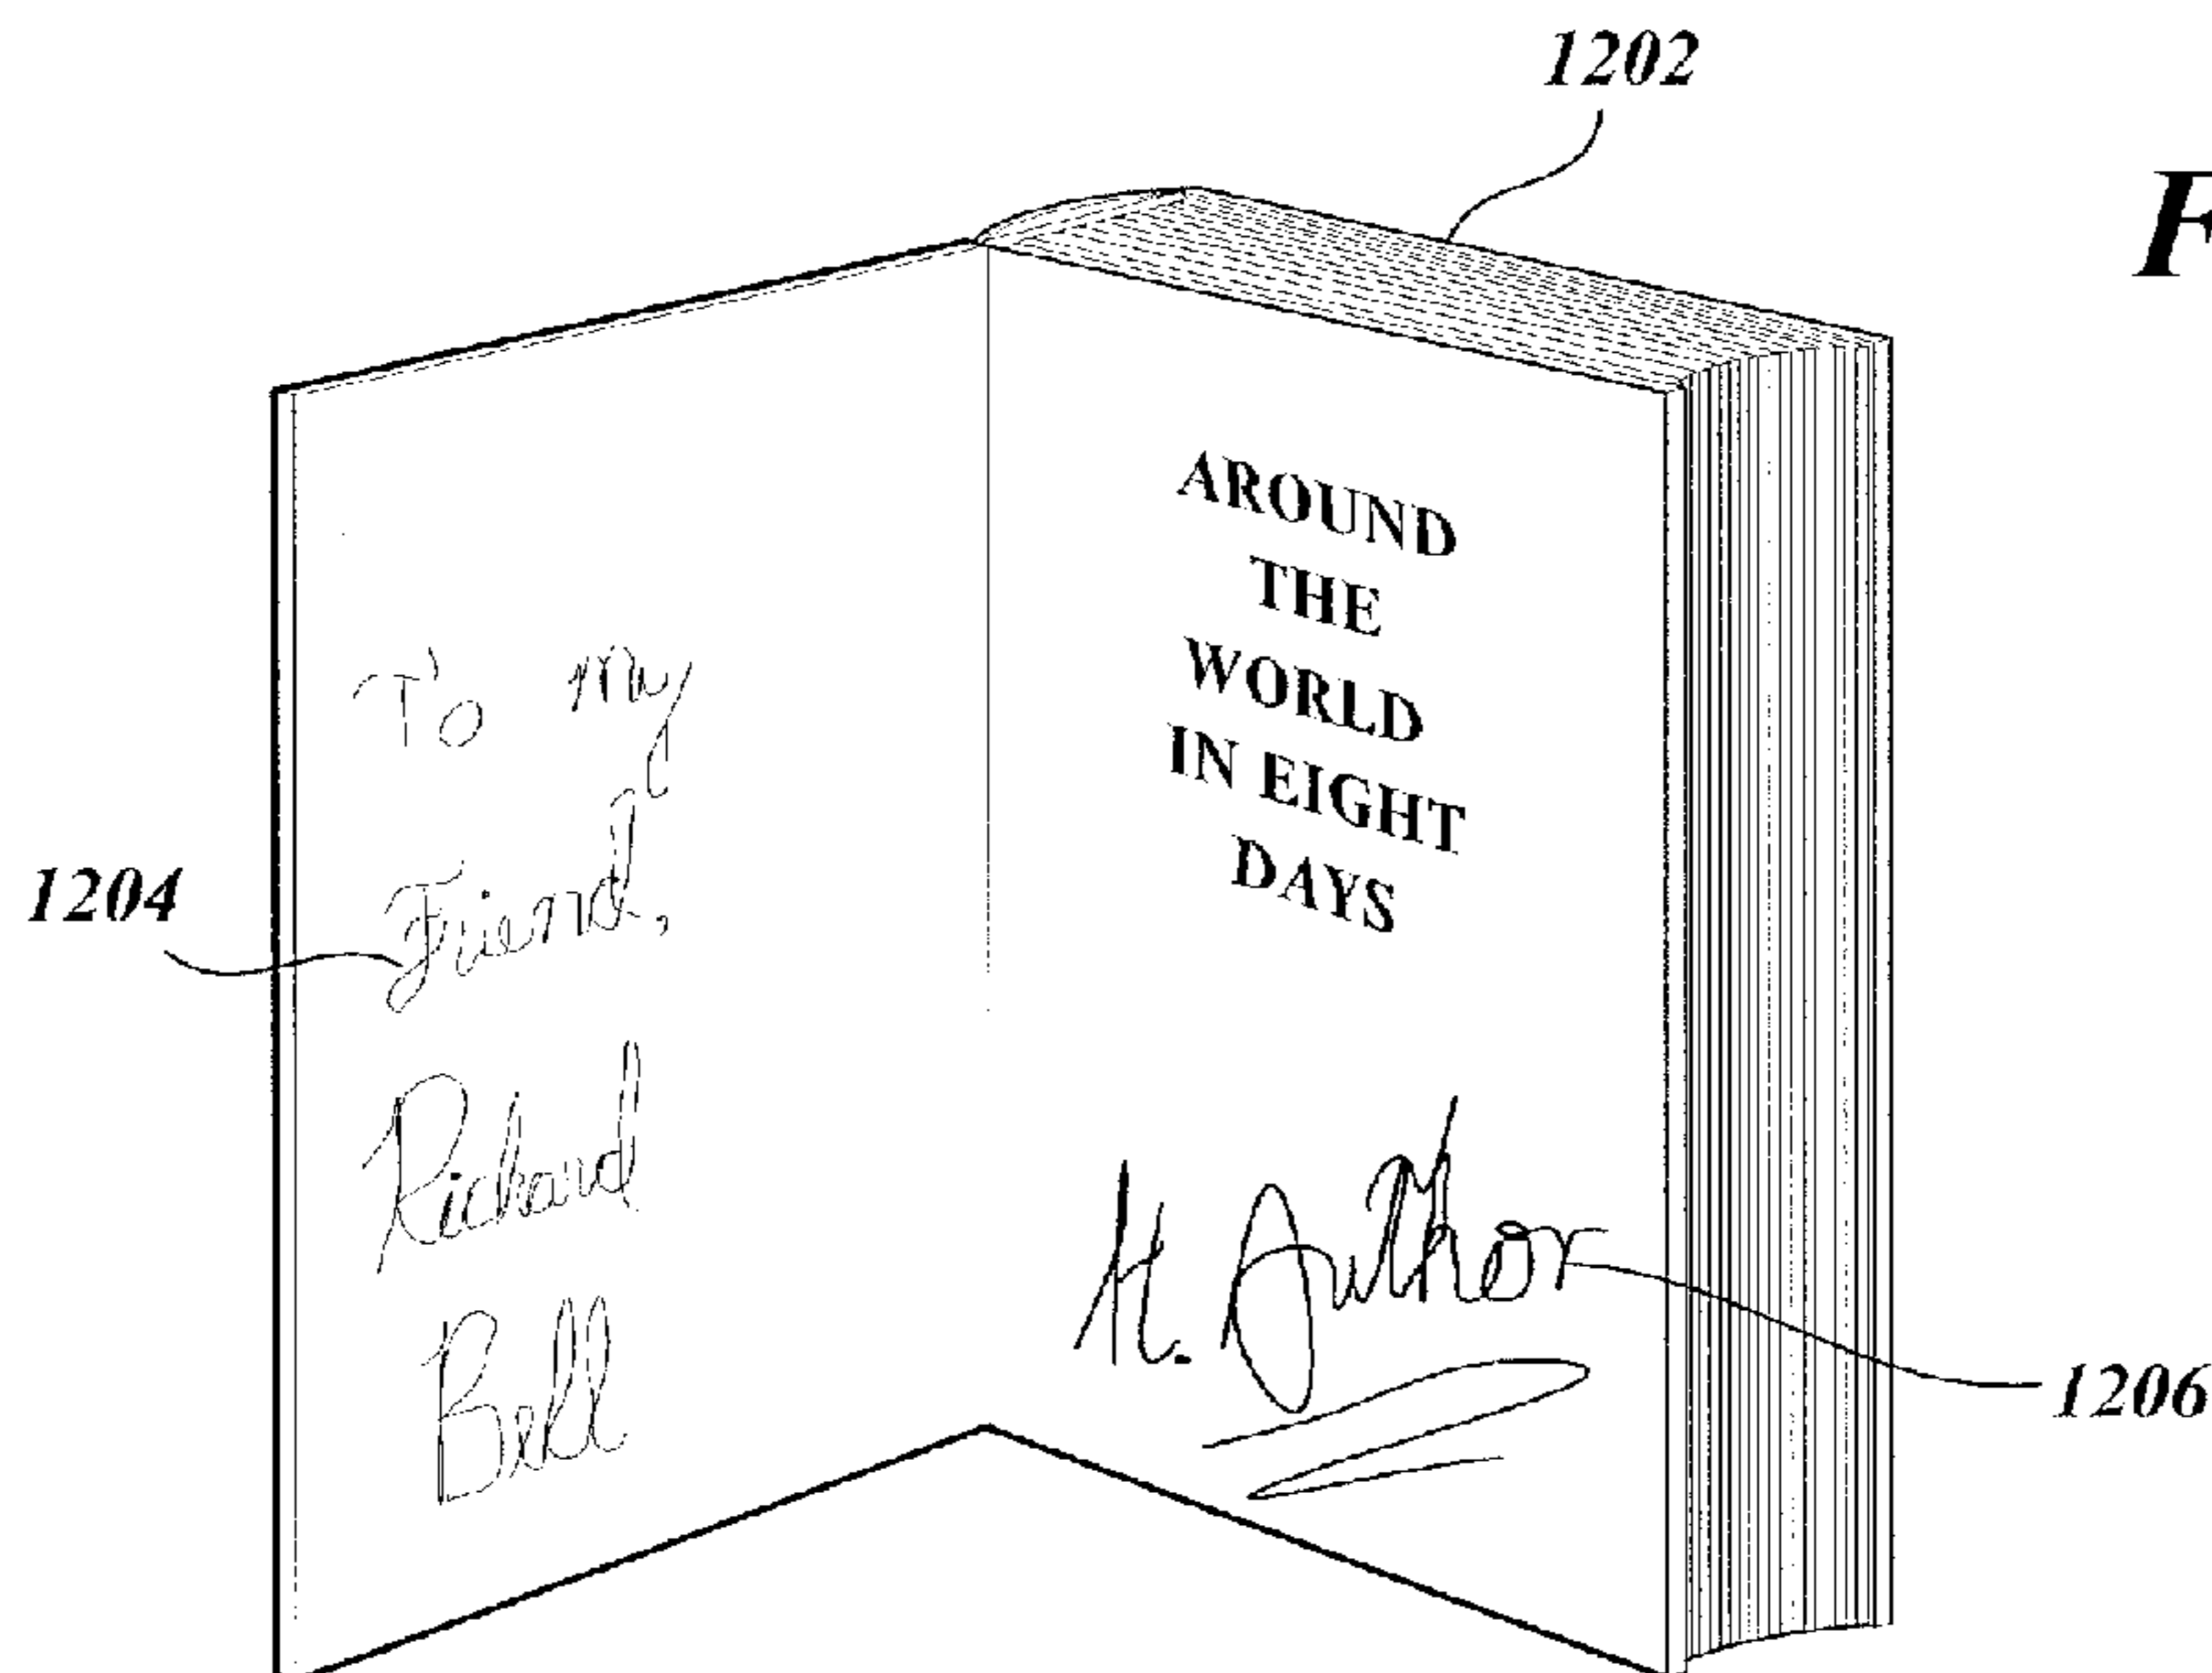 1202
F
To my
Friend,
Richard
Bell
1204
AROUND
THE
WORLD
IN EIGHT
DAYS
H. Author
1206